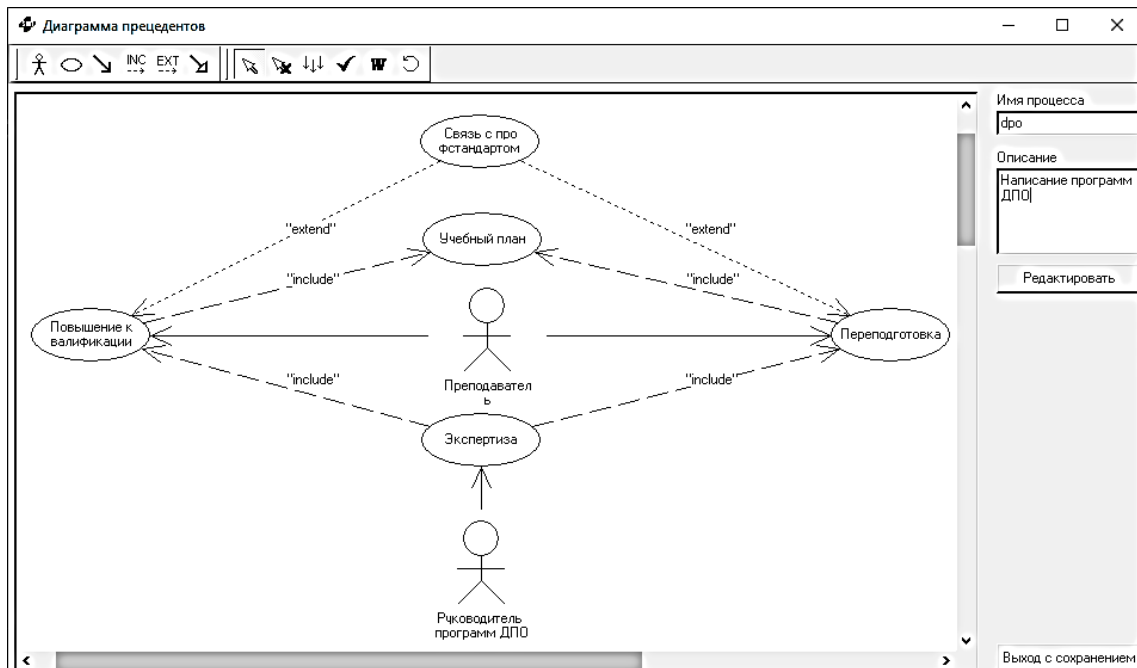 Диаграмма прецедентов
INC EXT
W
Имя процесса
dpo
Описание
Написание программ
ДПО
Редактировать
Связь с про
фстандартом
"extend"
"extend"
Учебный план
"include"
"include"
Повышение к
валификации
Переподготовка
Преподавател
ь
"include"
"include"
Экспертиза
Руководитель
программ ДПО
Выход с сохранением